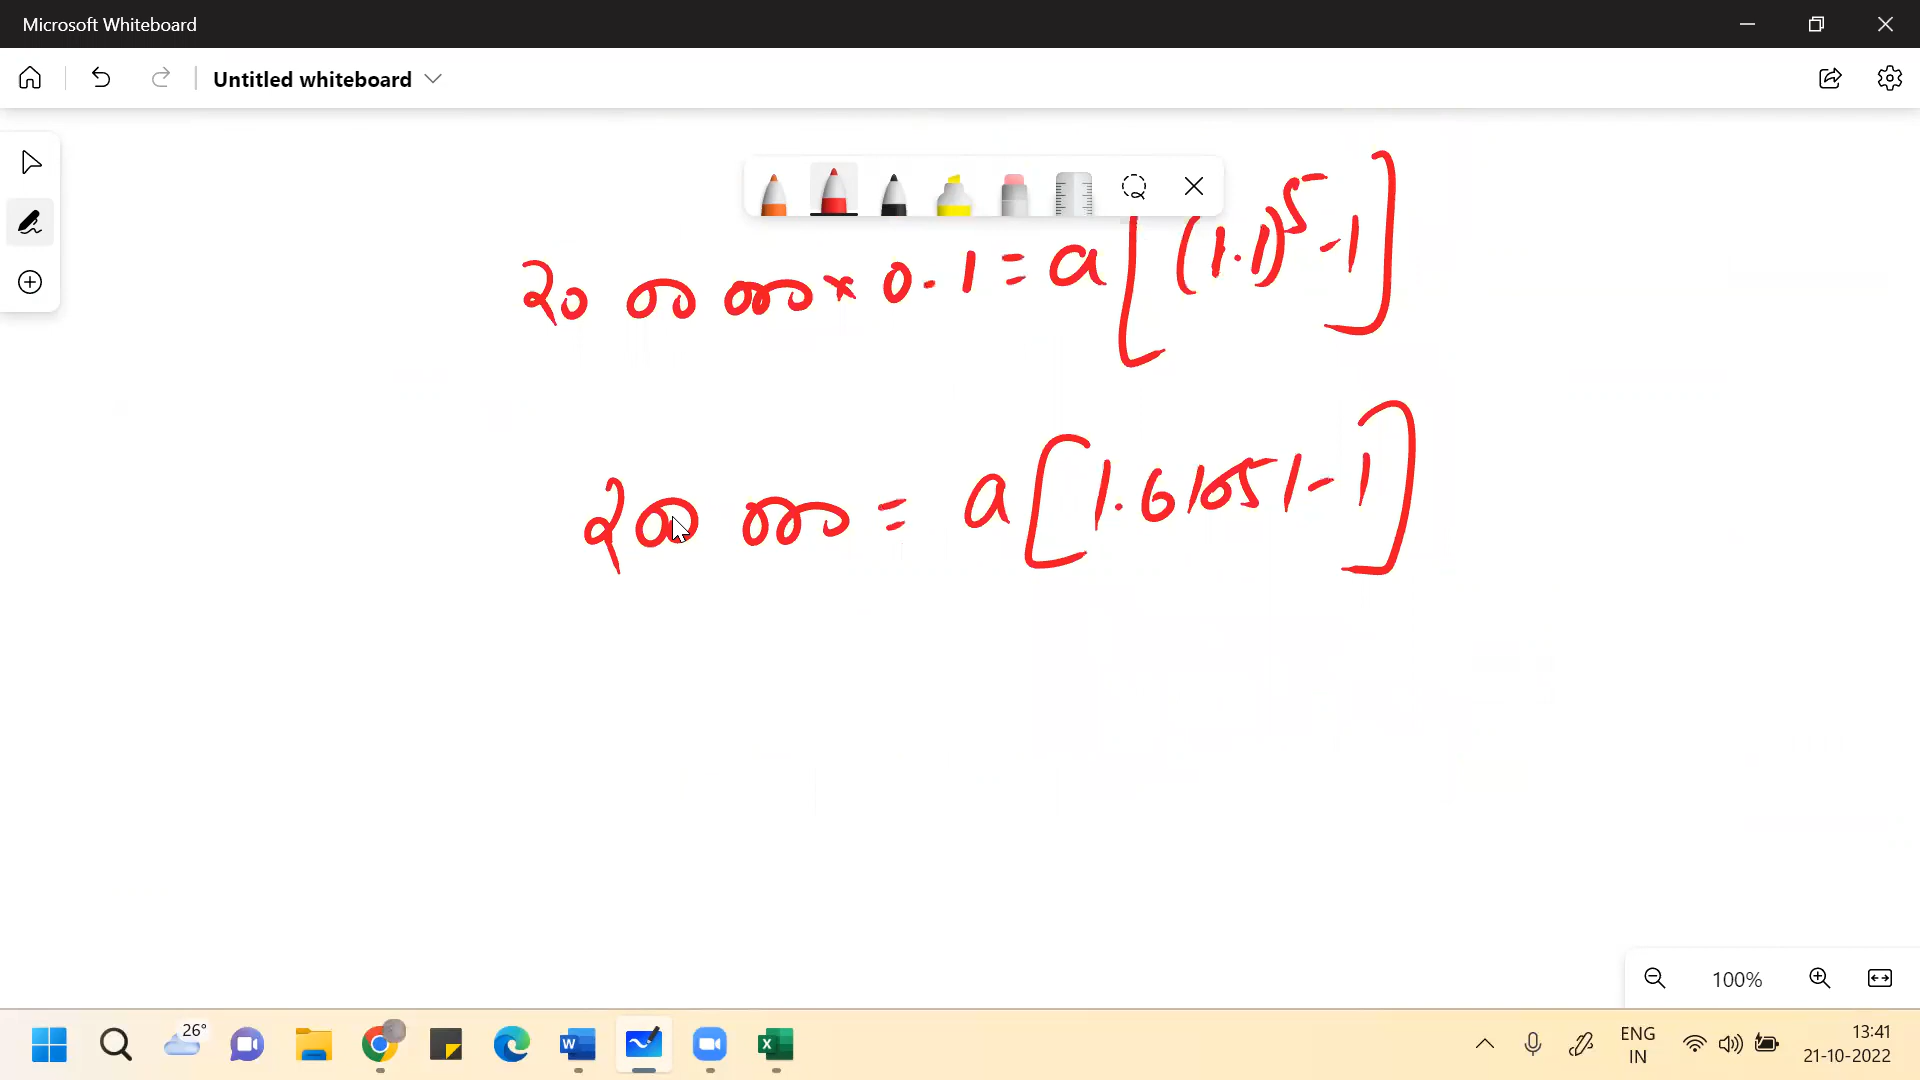 Microsoft Whiteboard
Untitled whiteboard
20 00 000 × 0.1 = a[(1.1)^5 - 1]
200 000 = a[1.61051 - 1]
100%
26°
ENG
IN
13:41
21-10-2022